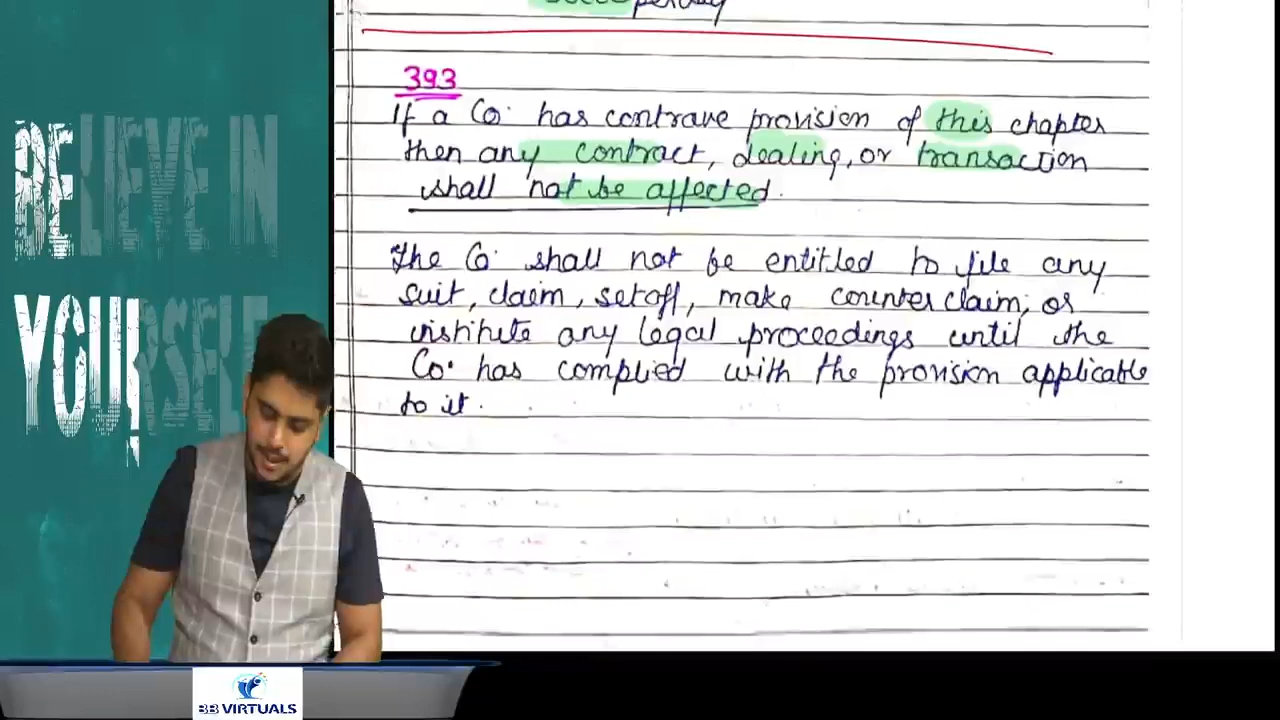 BELIEVE IN
YOURSELF
393
If a Co. has contrave provision of this chapter
then any contract, dealing, or transaction
shall not be affected.
The Co. shall not be entitled to file any
suit, claim, setoff, make counter claim, or
institute any legal proceedings until the
Co. has complied with the provision applicable
to it.
BB VIRTUALS